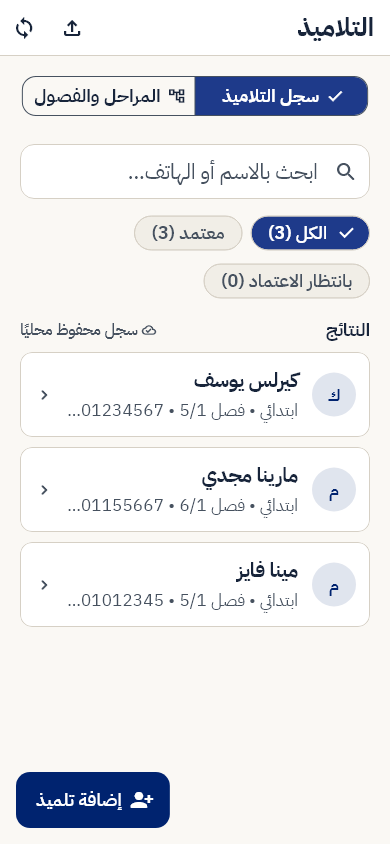 التلاميذ
سجل التلاميذ
المراحل والفصول
ابحث بالاسم أو الهاتف...
الكل (3)
معتمد (3)
بانتظار الاعتماد (0)
النتائج
سجل محفوظ محليًا
ك
كيرلس يوسف
ابتدائي • فصل 5/1 • 01234567...
م
مارينا مجدي
ابتدائي • فصل 6/1 • 01155667...
م
مينا فايز
ابتدائي • فصل 5/1 • 01012345...
إضافة تلميذ